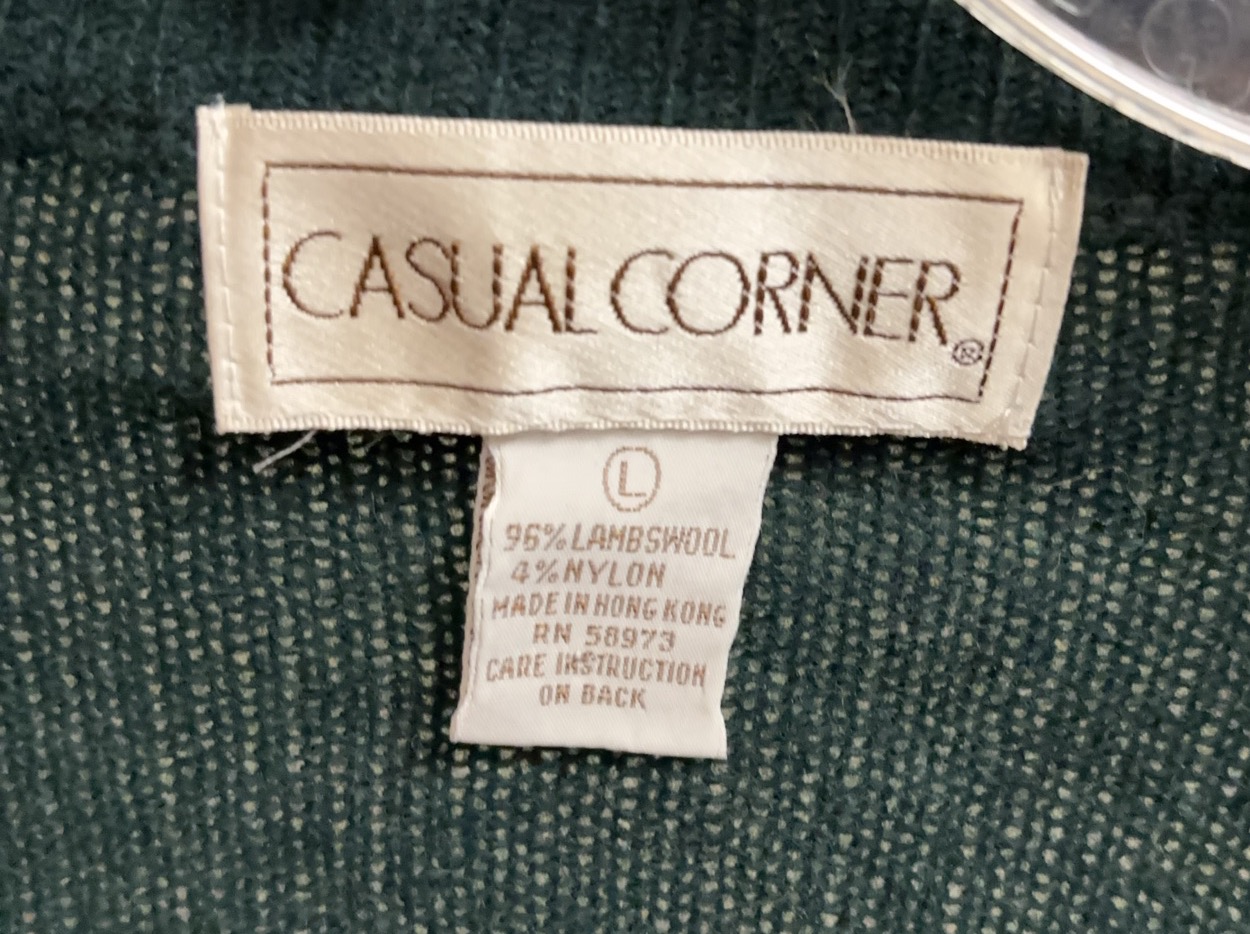 CASUAL CORNER®
L
96% LAMBSWOOL
4% NYLON
MADE IN HONG KONG
RN 58973
CARE INSTRUCTION
ON BACK